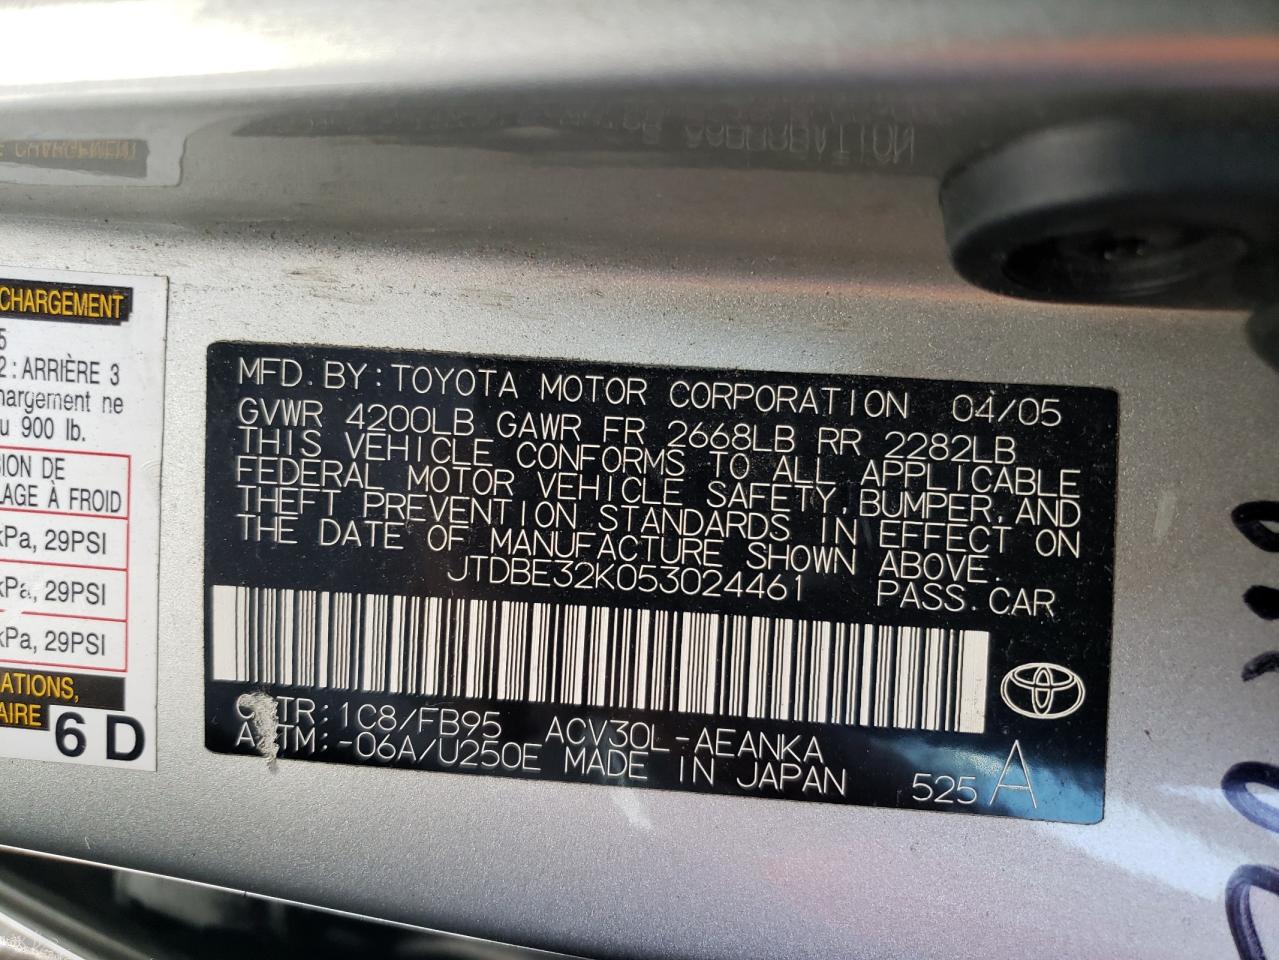 CHARGEMENT
5
2 : ARRIÈRE 3
hargement ne
u 900 lb.
ION DE
LAGE À FROID
kPa, 29PSI
kPa, 29PSI
kPa, 29PSI
ATIONS,
AIRE 6 D
MFD. BY: TOYOTA MOTOR CORPORATION 04/05
GVWR 4200LB GAWR FR 2668LB RR 2282LB
THIS VEHICLE CONFORMS TO ALL APPLICABLE
FEDERAL MOTOR VEHICLE SAFETY, BUMPER, AND
THEFT PREVENTION STANDARDS IN EFFECT ON
THE DATE OF MANUFACTURE SHOWN ABOVE.
JTDBE32K053024461 PASS. CAR
C/TR: 1C8/FB95 ACV30L-AEANKA
A/TM: -06A/U250E MADE IN JAPAN 525 A